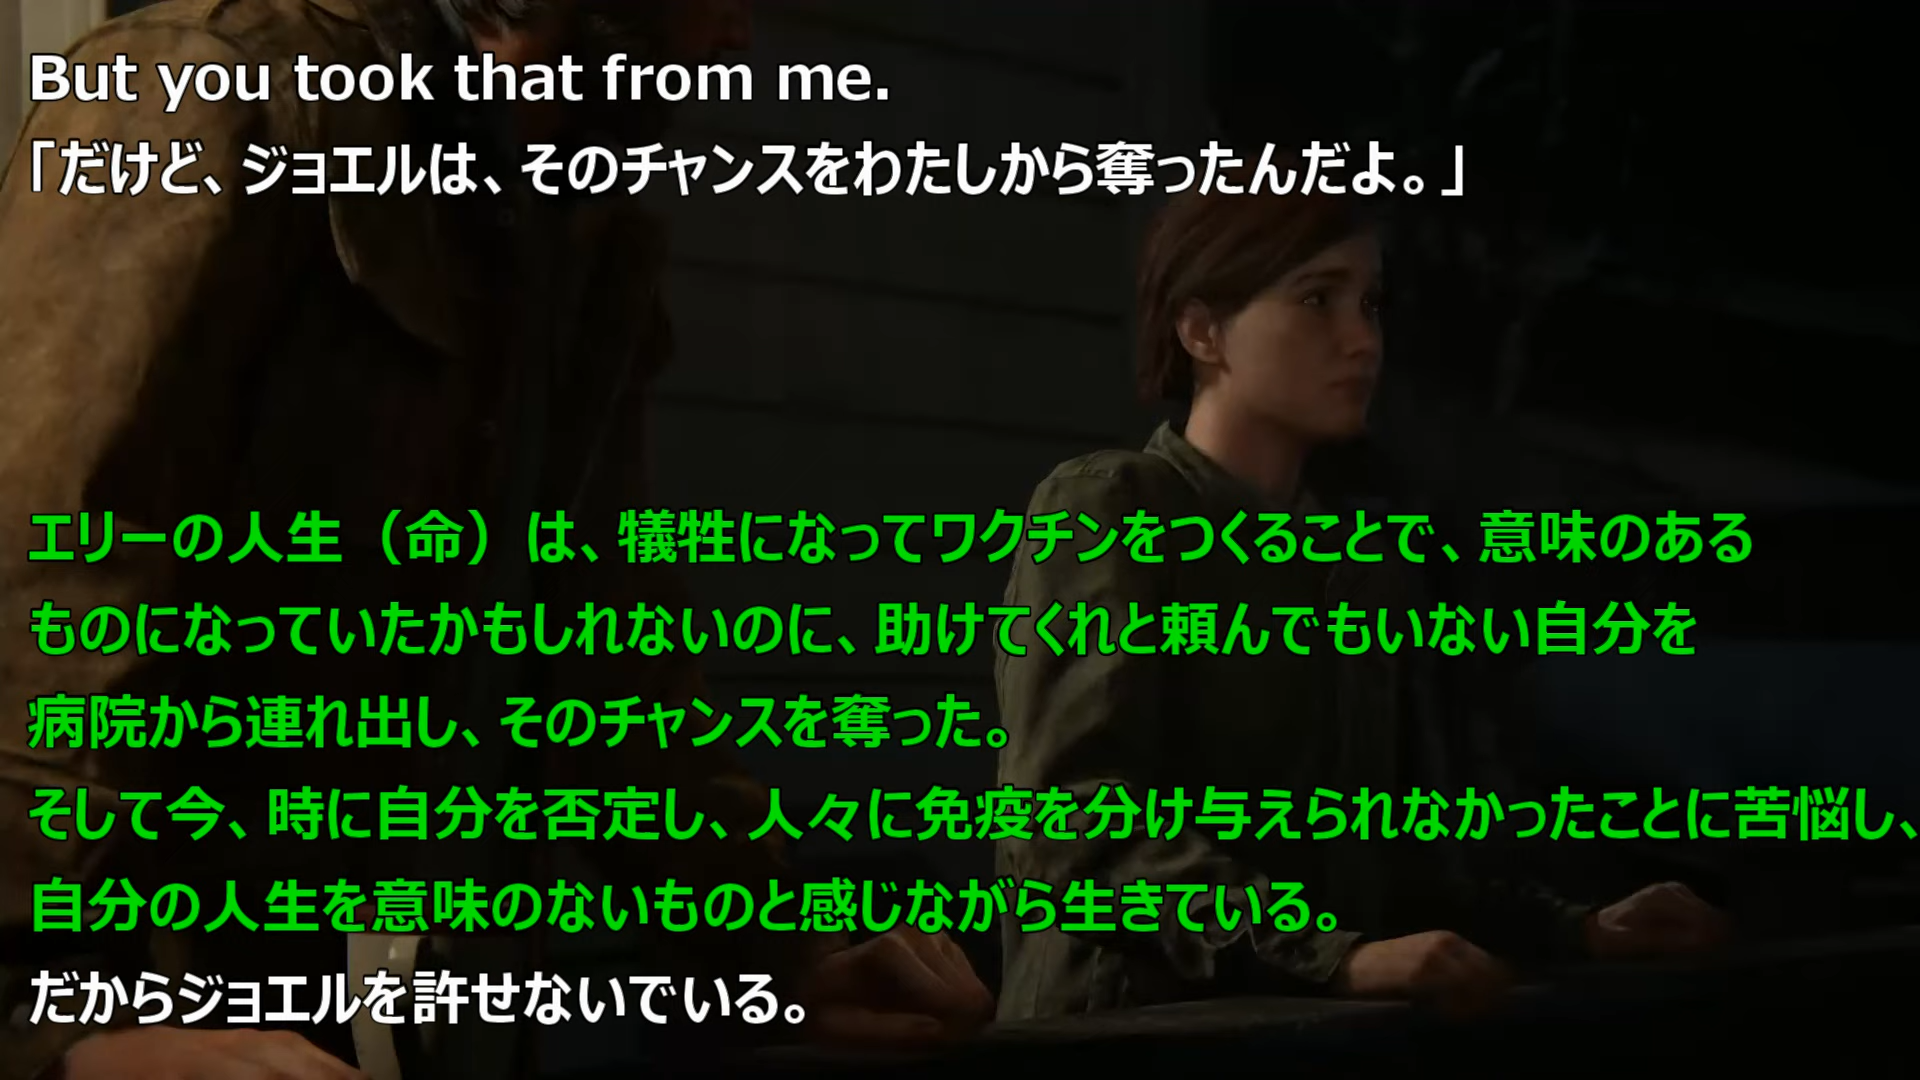 But you took that from me.
「だけど、ジョエルは、そのチャンスをわたしから奪ったんだよ。」
エリーの人生（命）は、犠牲になってワクチンをつくることで、意味のある
ものになっていたかもしれないのに、助けてくれと頼んでもいない自分を
病院から連れ出し、そのチャンスを奪った。
そして今、時に自分を否定し、人々に免疫を分け与えられなかったことに苦悩し、
自分の人生を意味のないものと感じながら生きている。
だからジョエルを許せないでいる。